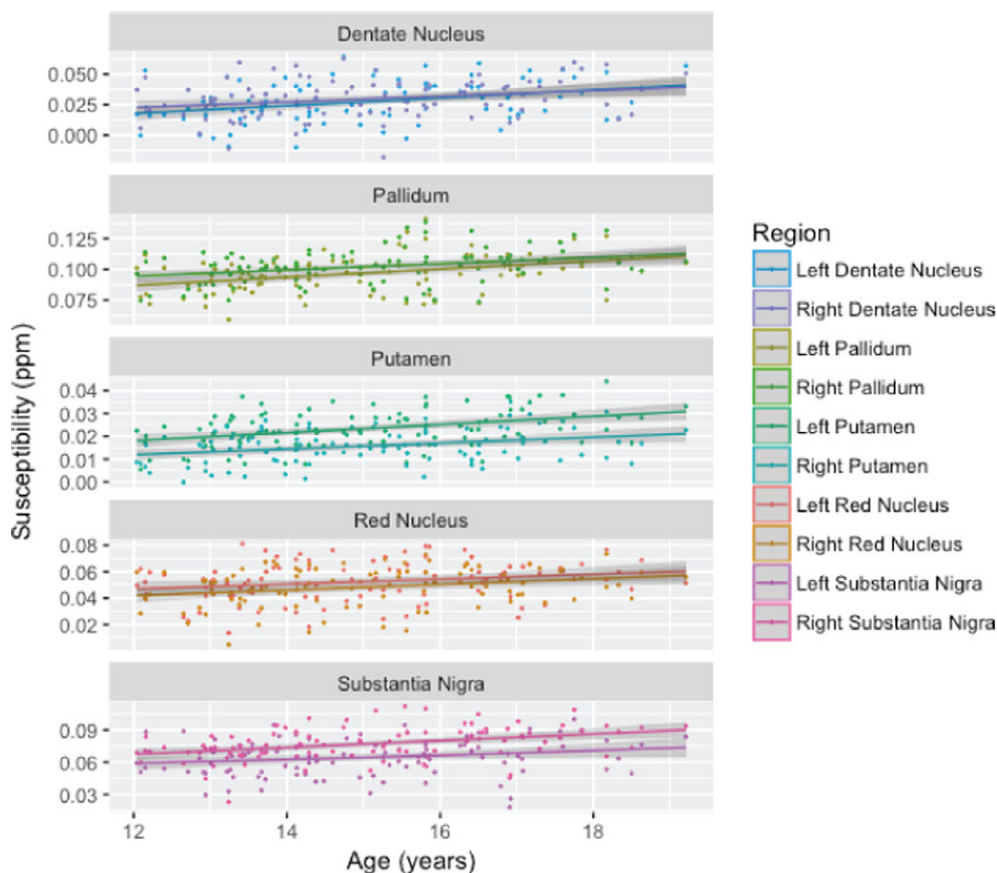 Dentate Nucleus
0.050
0.025
0.000
Pallidum
0.125
0.100
0.075
Putamen
0.04
0.03
0.02
0.01
0.00
Red Nucleus
0.08
0.06
0.04
0.02
Substantia Nigra
0.09
0.06
0.03
12 14 16 18
Age (years)
Susceptibility (ppm)
Region
Left Dentate Nucleus
Right Dentate Nucleus
Left Pallidum
Right Pallidum
Left Putamen
Right Putamen
Left Red Nucleus
Right Red Nucleus
Left Substantia Nigra
Right Substantia Nigra